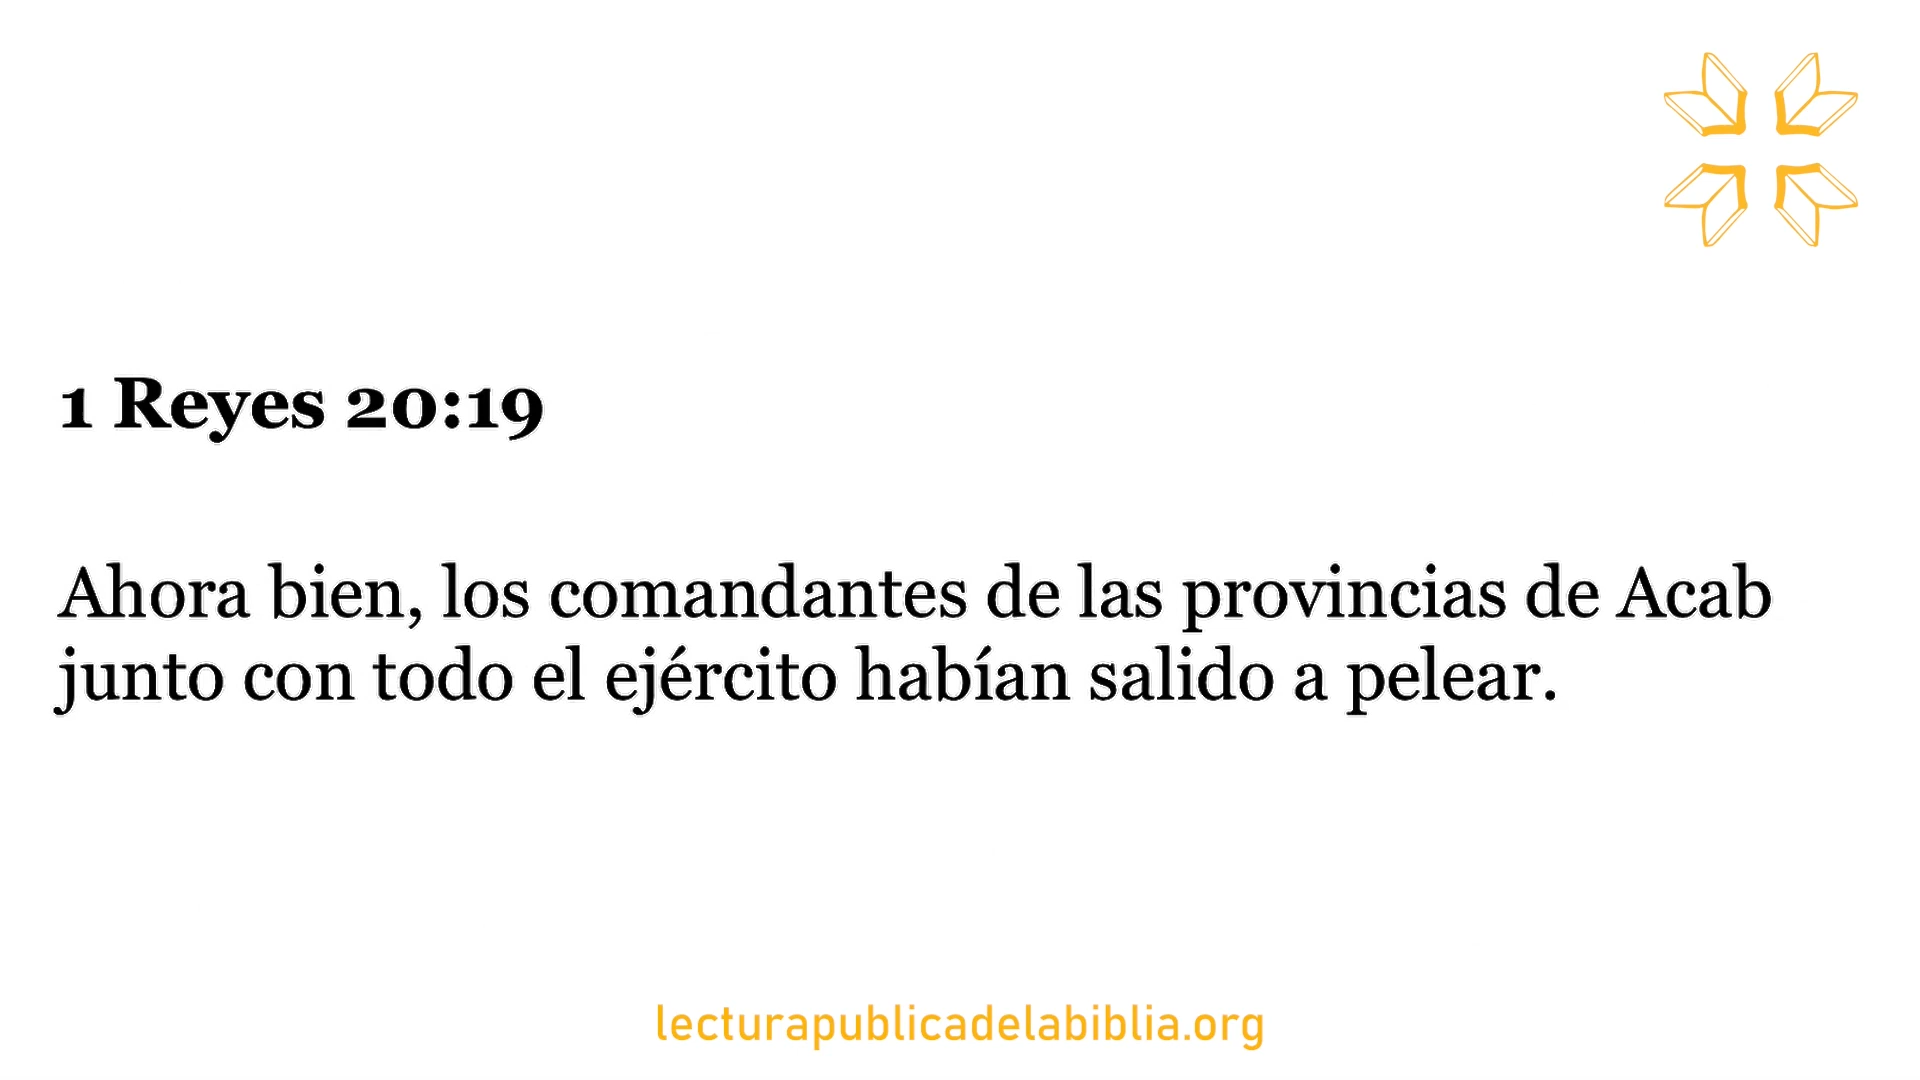 1 Reyes 20:19
Ahora bien, los comandantes de las provincias de Acab
junto con todo el ejército habían salido a pelear.
lecturapublicadelabiblia.org